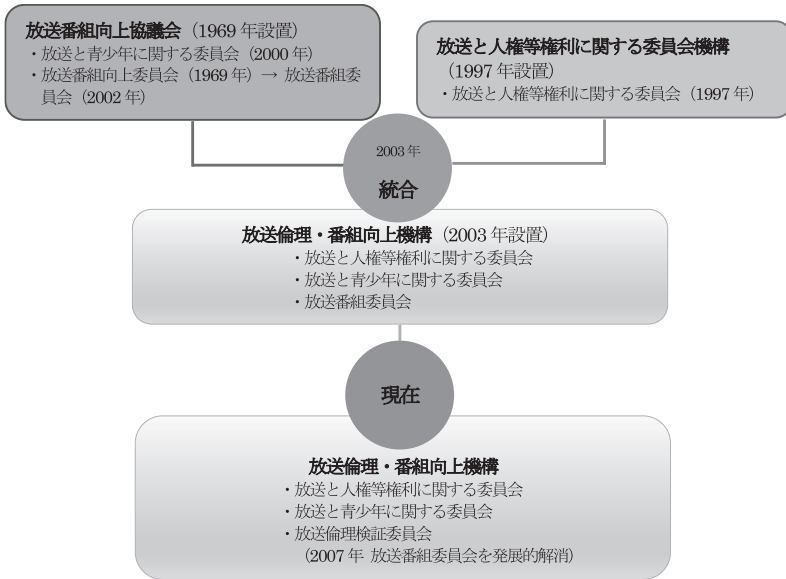 放送番組向上協議会（1969 年設置）
・放送と青少年に関する委員会（2000 年）
・放送番組向上委員会（1969 年）→ 放送番組委
員会（2002 年）
放送と人権等権利に関する委員会機構
（1997 年設置）
・放送と人権等権利に関する委員会（1997 年）
2003 年
統合
放送倫理・番組向上機構（2003 年設置）
・放送と人権等権利に関する委員会
・放送と青少年に関する委員会
・放送番組委員会
現在
放送倫理・番組向上機構
・放送と人権等権利に関する委員会
・放送と青少年に関する委員会
・放送倫理検証委員会
（2007 年 放送番組委員会を発展的解消）